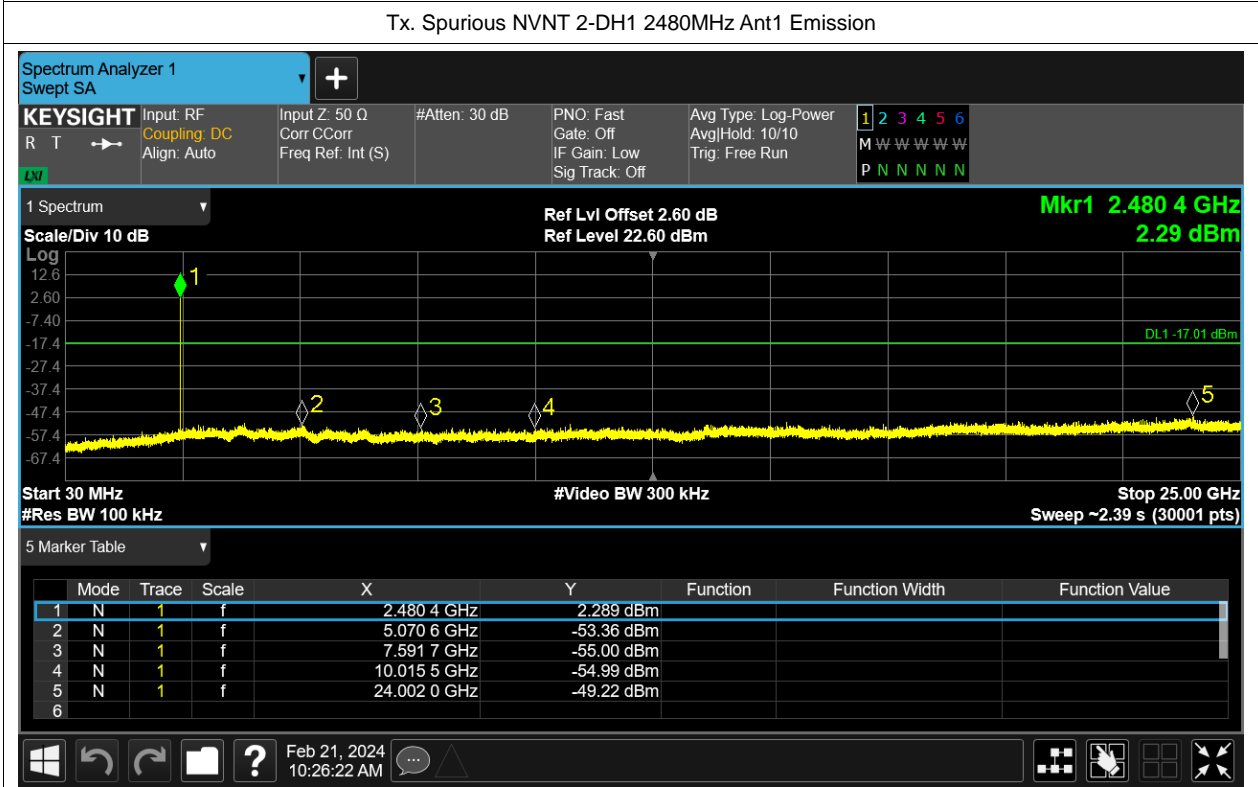 Tx. Spurious NVNT 2-DH1 2480MHz Ant1 Emission
Spectrum Analyzer 1
Swept SA
KEYSIGHT
R T
LXI
Input: RF
Coupling: DC
Align: Auto
Input Z: 50 Ω
Corr CCorr
Freq Ref: Int (S)
#Atten: 30 dB
PNO: Fast
Gate: Off
IF Gain: Low
Sig Track: Off
Avg Type: Log-Power
Avg|Hold: 10/10
Trig: Free Run
1 2 3 4 5 6
M W W W W W
P N N N N N
1 Spectrum
Scale/Div 10 dB
Ref Lvl Offset 2.60 dB
Ref Level 22.60 dBm
Mkr1 2.480 4 GHz
2.29 dBm
Log
12.6
2.60
-7.40
-17.4
-27.4
-37.4
-47.4
-57.4
-67.4
1
2
3
4
5
DL1 -17.01 dBm
Start 30 MHz
#Video BW 300 kHz
Stop 25.00 GHz
#Res BW 100 kHz
Sweep ~2.39 s (30001 pts)
5 Marker Table
Mode Trace Scale X Y Function Function Width Function Value
1 N 1 f 2.480 4 GHz 2.289 dBm
2 N 1 f 5.070 6 GHz -53.36 dBm
3 N 1 f 7.591 7 GHz -55.00 dBm
4 N 1 f 10.015 5 GHz -54.99 dBm
5 N 1 f 24.002 0 GHz -49.22 dBm
6
?
Feb 21, 2024
10:26:22 AM